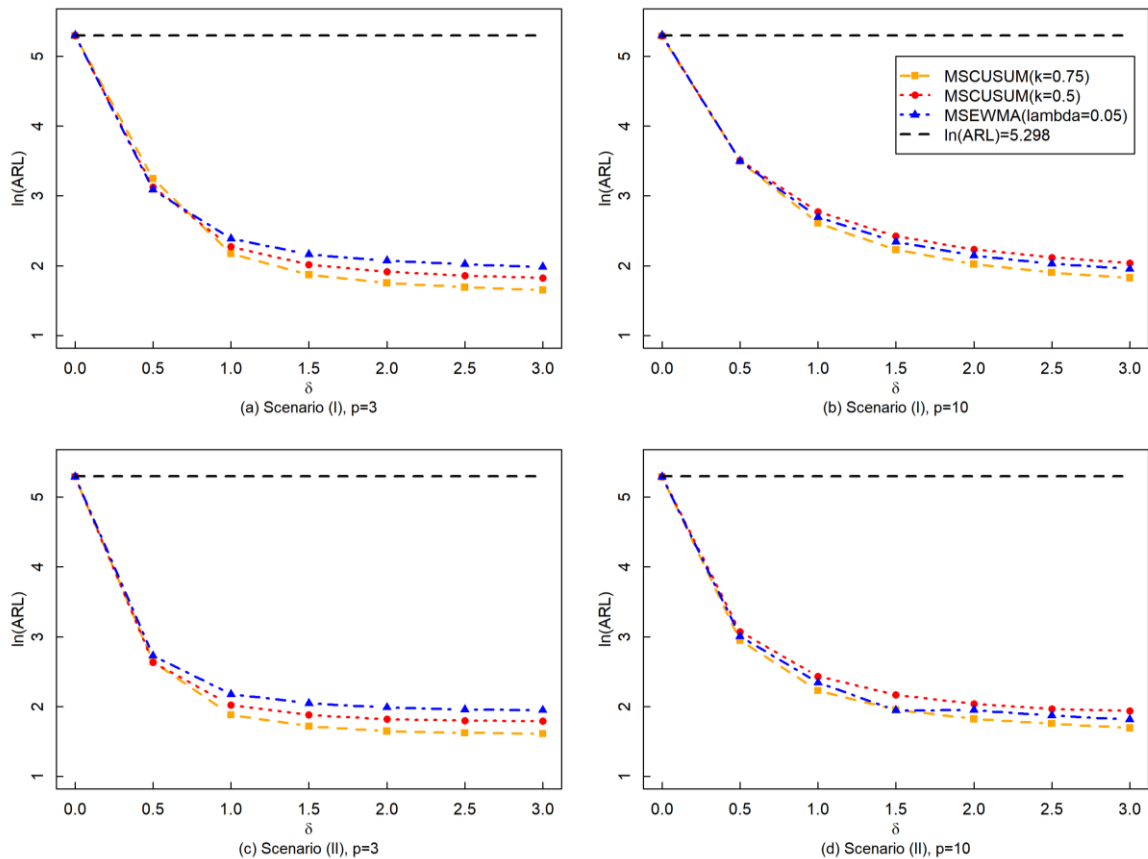 ln(ARL)
5
4
3
2
1
0.0 0.5 1.0 1.5 2.0 2.5 3.0
δ
(a) Scenario (I), p=3
ln(ARL)
5
4
3
2
1
MSCUSUM(k=0.75)
MSCUSUM(k=0.5)
MSEWMA(lambda=0.05)
ln(ARL)=5.298
0.0 0.5 1.0 1.5 2.0 2.5 3.0
δ
(b) Scenario (I), p=10
ln(ARL)
5
4
3
2
1
0.0 0.5 1.0 1.5 2.0 2.5 3.0
δ
(c) Scenario (II), p=3
ln(ARL)
5
4
3
2
1
0.0 0.5 1.0 1.5 2.0 2.5 3.0
δ
(d) Scenario (II), p=10